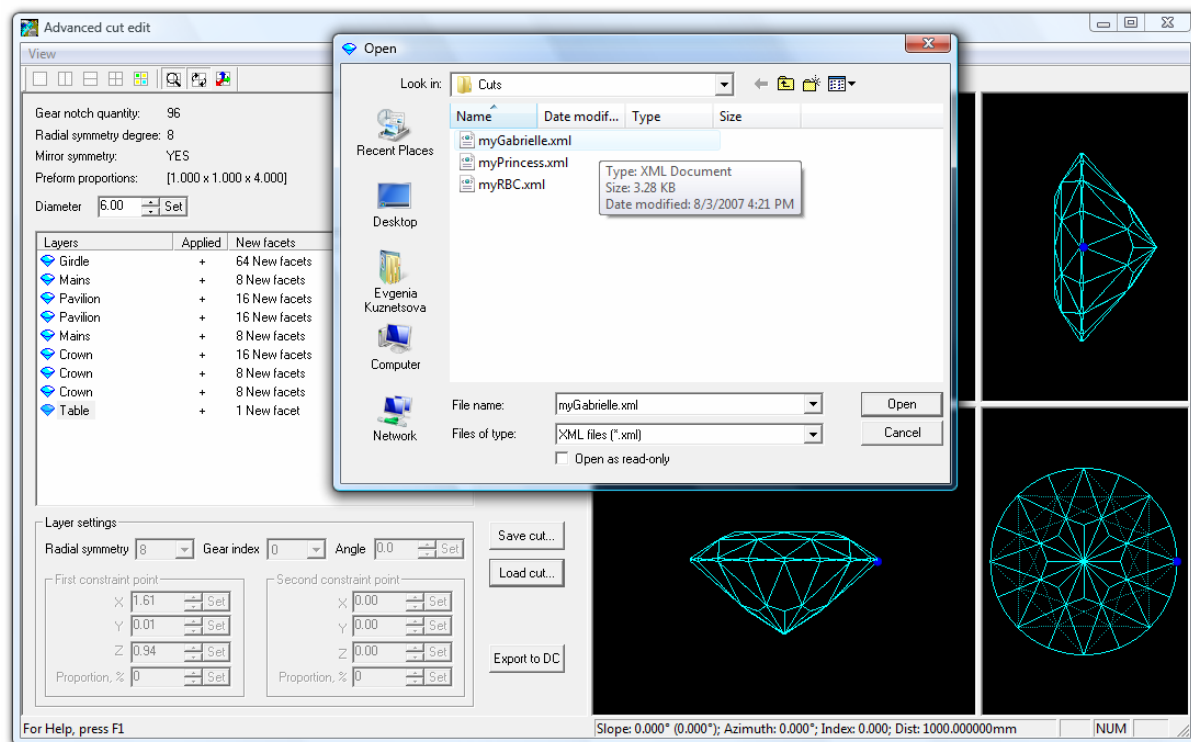 Advanced cut edit
View
Gear notch quantity: 96
Radial symmetry degree: 8
Mirror symmetry: YES
Preform proportions: [1.000 x 1.000 x 4.000]
Diameter 6.00 Set
Layers Applied New facets
Girdle + 64 New facets
Mains + 8 New facets
Pavilion + 16 New facets
Pavilion + 16 New facets
Mains + 8 New facets
Crown + 16 New facets
Crown + 8 New facets
Crown + 8 New facets
Table + 1 New facet
Open
Look in: Cuts
Recent Places
Desktop
Evgenia
Kuznetsova
Computer
Network
Name Date modif... Type Size
myGabrielle.xml
myPrincess.xml
myRBC.xml
Type: XML Document
Size: 3.28 KB
Date modified: 8/3/2007 4:21 PM
File name: myGabrielle.xml Open
Files of type: XML files (*.xml) Cancel
Open as read-only
Layer settings
Radial symmetry 8 Gear index 0 Angle 0.0 Set
First constraint point
X 1.61 Set
Y 0.01 Set
Z 0.94 Set
Proportion, % 0 Set
Second constraint point
X 0.00 Set
Y 0.00 Set
Z 0.00 Set
Proportion, % 0 Set
Save cut...
Load cut...
Export to DC
For Help, press F1
Slope: 0.000° (0.000°); Azimuth: 0.000°; Index: 0.000; Dist: 1000.000000mm
NUM